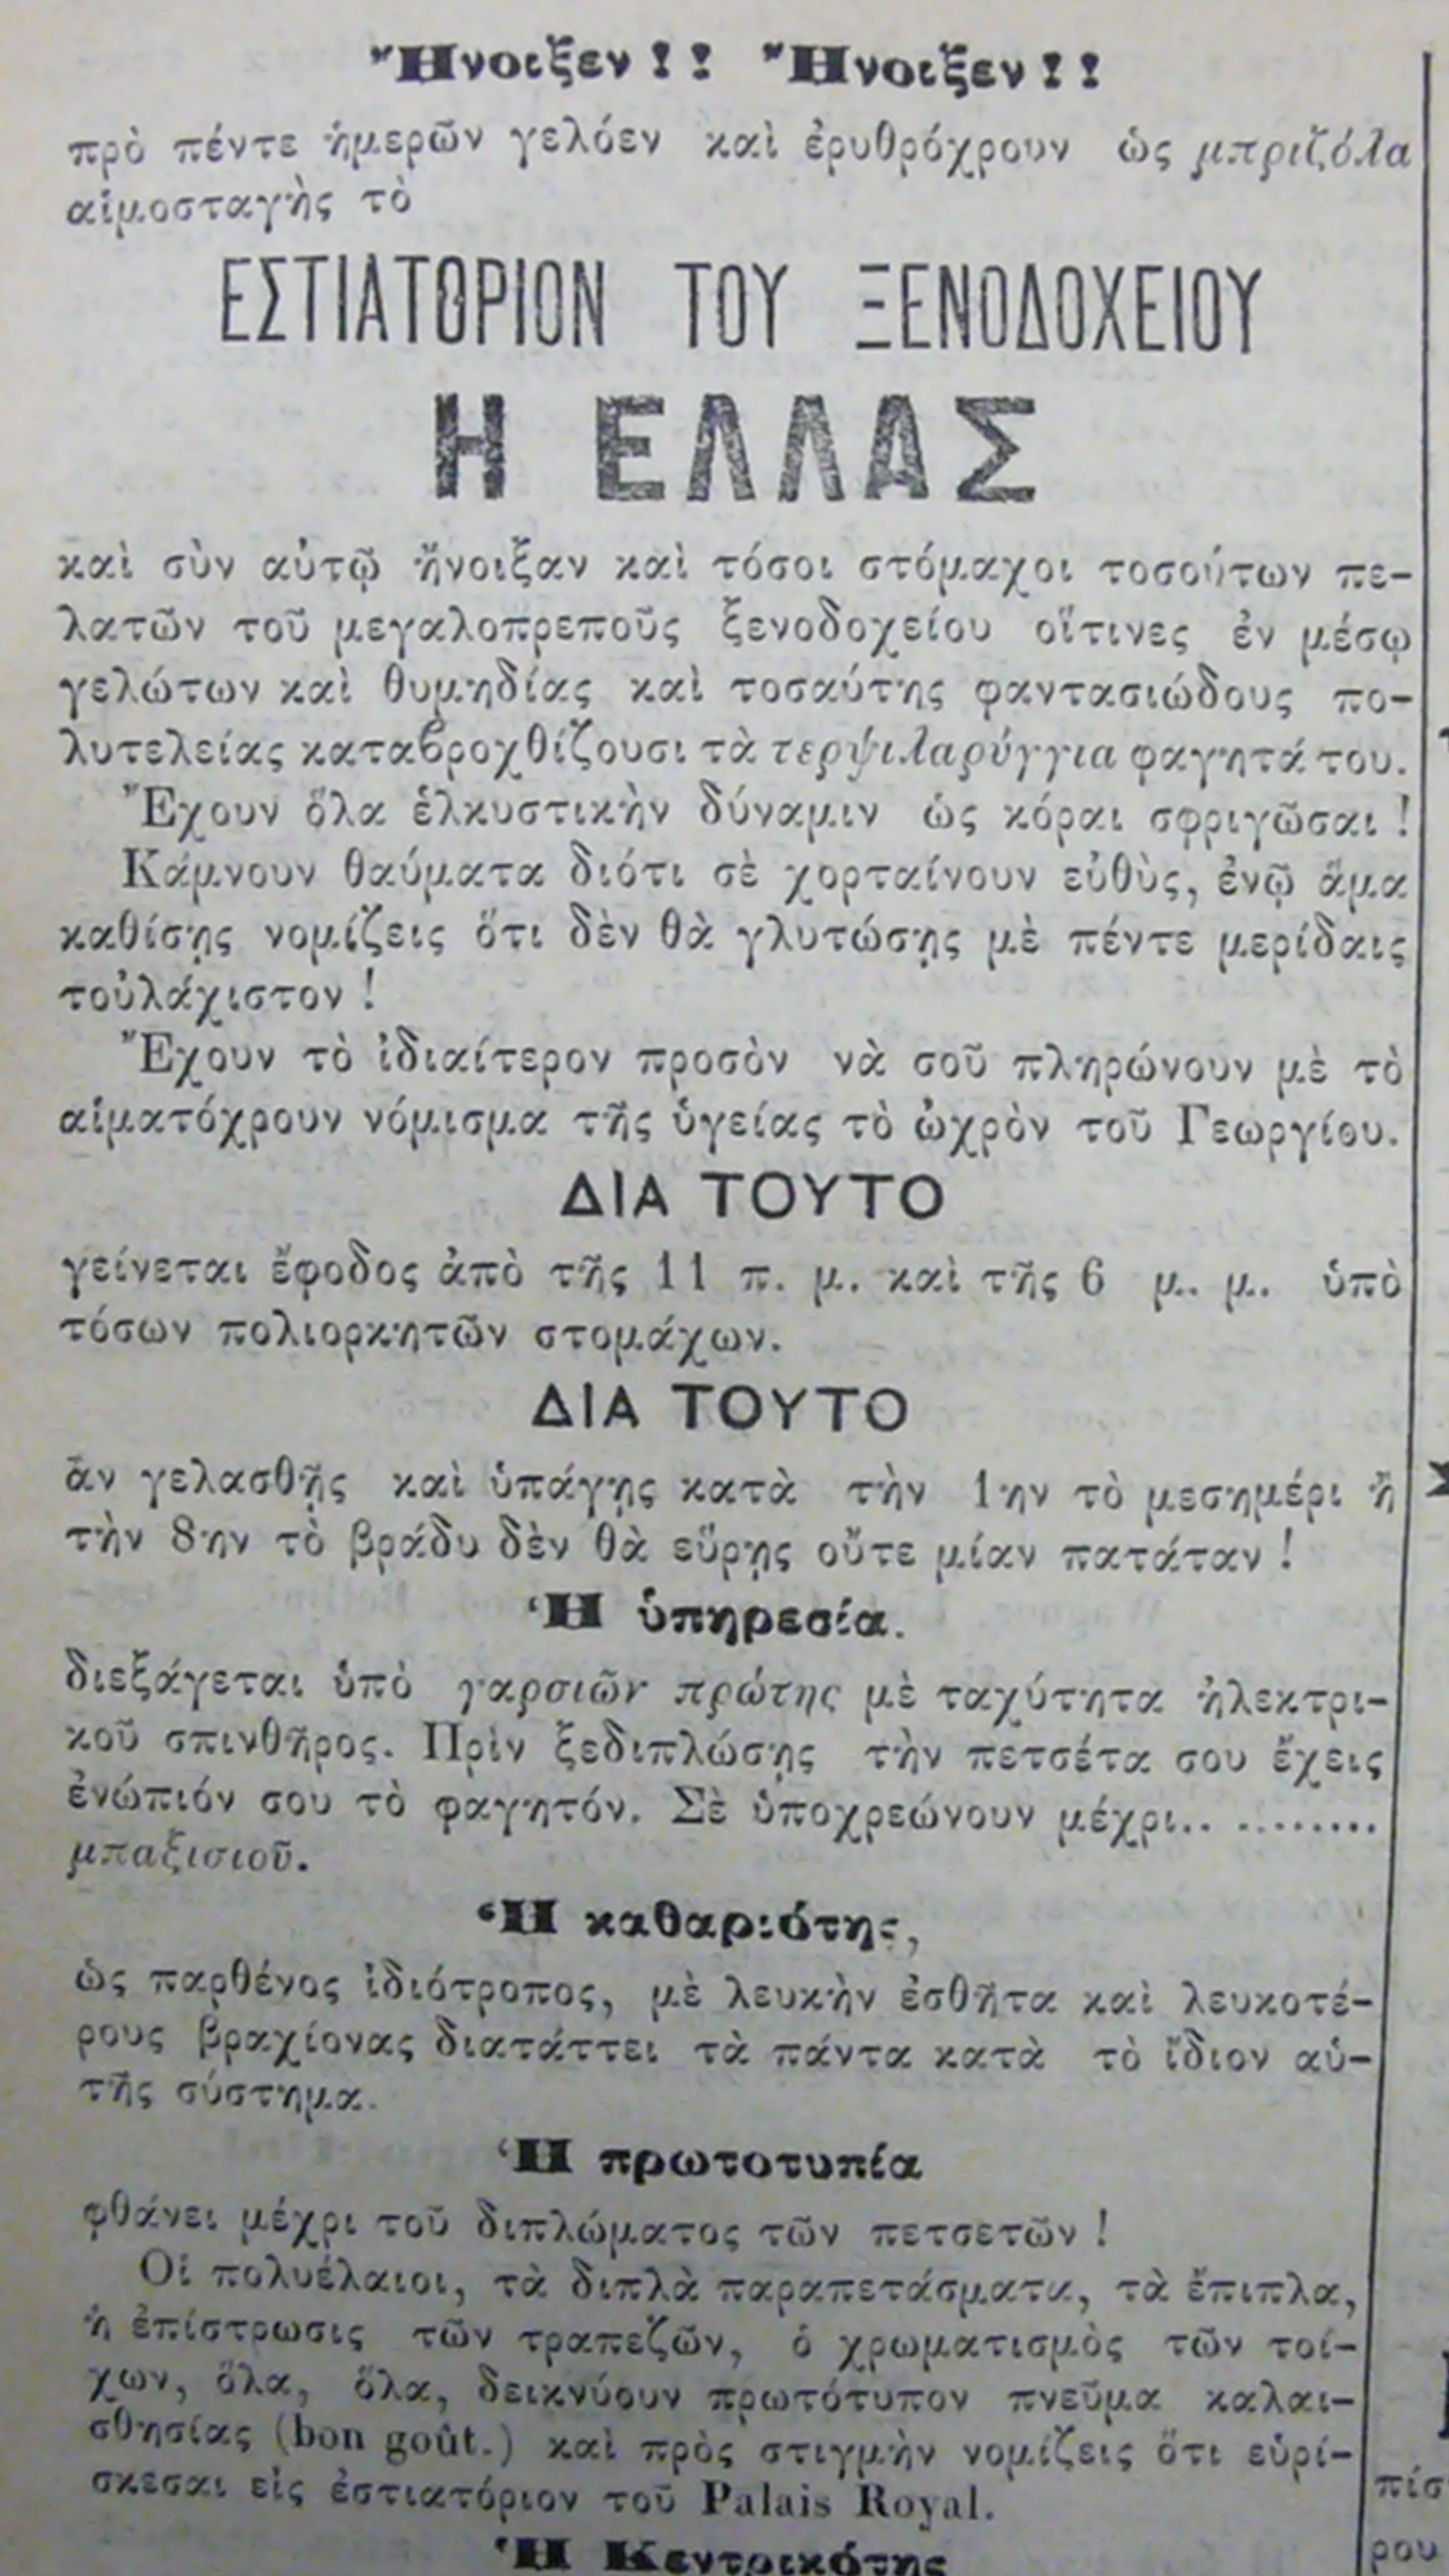 Ἤνοιξεν!! Ἤνοιξεν!!
πρὸ πέντε ἡμερῶν γελόεν καὶ ἐρυθρόχρουν ὡς μπριζόλα
αἱμοσταγὴς τὸ
ΕΣΤΙΑΤΟΡΙΟΝ ΤΟΥ ΞΕΝΟΔΟΧΕΙΟΥ
Η ΕΛΛΑΣ
καὶ σὺν αὐτῷ ἤνοιξαν καὶ τόσοι στόμαχοι τοσούτων πε-
λατῶν τοῦ μεγαλοπρεποῦς ξενοδοχείου οἵτινες ἐν μέσῳ
γελώτων καὶ θυμηδίας καὶ τοσαύτης φαντασιώδους πο-
λυτελείας καταβροχθίζουσι τὰ τερψιλαρύγγια φαγητά του.
Ἔχουν ὅλα ἑλκυστικὴν δύναμιν ὡς κόραι σφριγῶσαι!
Κάμνουν θαύματα διότι σὲ χορταίνουν εὐθὺς, ἐνῷ ἅμα
καθίσῃς νομίζεις ὅτι δὲν θὰ γλυτώσῃς μὲ πέντε μερίδαις
τοὐλάχιστον!
Ἔχουν τὸ ἰδιαίτερον προσὸν νὰ σοῦ πληρώνουν μὲ τὸ
αἱματόχρουν νόμισμα τῆς ὑγείας τὸ ὠχρὸν τοῦ Γεωργίου.
ΔΙΑ ΤΟΥΤΟ
γείνεται ἔφοδος ἀπὸ τῆς 11 π. μ. καὶ τῆς 6 μ. μ. ὑπὸ
τόσων πολιορκητῶν στομάχων.
ΔΙΑ ΤΟΥΤΟ
ἂν γελασθῇς καὶ ὑπάγῃς κατὰ τὴν 1ην τὸ μεσημέρι ἢ
τὴν 8ην τὸ βράδυ δὲν θὰ εὕρῃς οὔτε μίαν πατάταν!
Ἡ ὑπηρεσία.
διεξάγεται ὑπὸ γαρσιῶν πρώτης μὲ ταχύτητα ἠλεκτρι-
κοῦ σπινθῆρος. Πρὶν ξεδιπλώσῃς τὴν πετσέτα σου ἔχεις
ἐνώπιόν σου τὸ φαγητόν. Σὲ ὑποχρεώνουν μέχρι.. ........
μπαξισιοῦ.
Ἡ καθαριότης,
ὡς παρθένος ἰδιότροπος, μὲ λευκὴν ἐσθῆτα καὶ λευκοτέ-
ρους βραχίονας διατάττει τὰ πάντα κατὰ τὸ ἴδιον αὑ-
τῆς σύστημα.
Ἡ πρωτοτυπία
φθάνει μέχρι τοῦ διπλώματος τῶν πετσετῶν!
Οἱ πολυέλαιοι, τὰ διπλὰ παραπετάσματα, τὰ ἔπιπλα,
ἡ ἐπίστρωσις τῶν τραπεζῶν, ὁ χρωματισμὸς τῶν τοί-
χων, ὅλα, ὅλα, δεικνύουν πρωτότυπον πνεῦμα καλαι-
σθησίας (bon goût.) καὶ πρὸς στιγμὴν νομίζεις ὅτι εὑρί-
σκεσαι εἰς ἐστιατόριον τοῦ Palais Royal.
Ἡ Κεντρικότης
πίσ
ρου